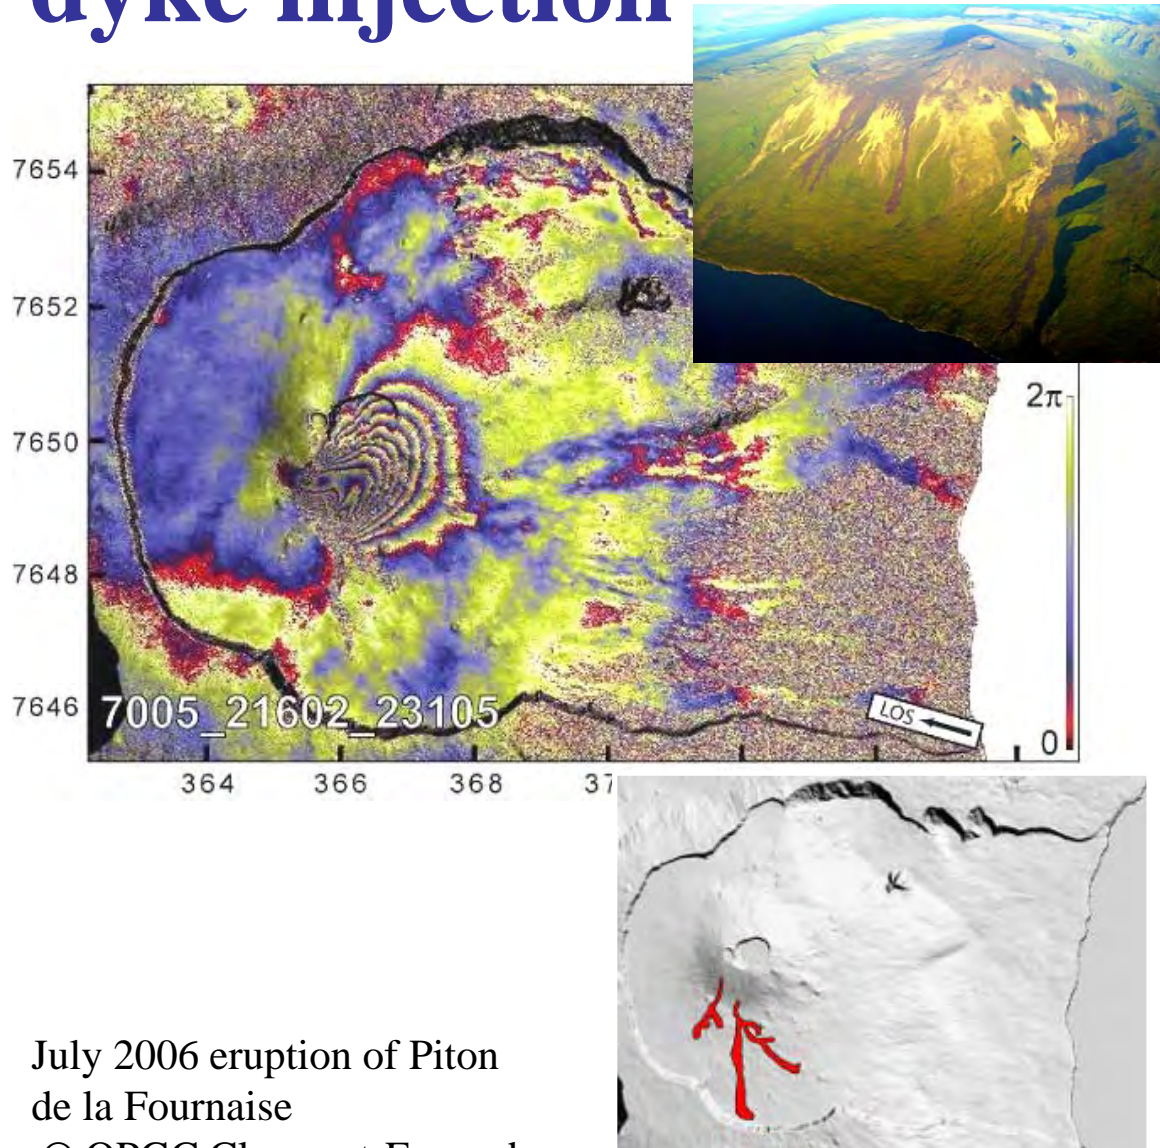 dyke injection
7654
7652
7650
7648
7646
2π
0
LOS
7005_21602_23105
364
366
368
37
July 2006 eruption of Piton
de la Fournaise